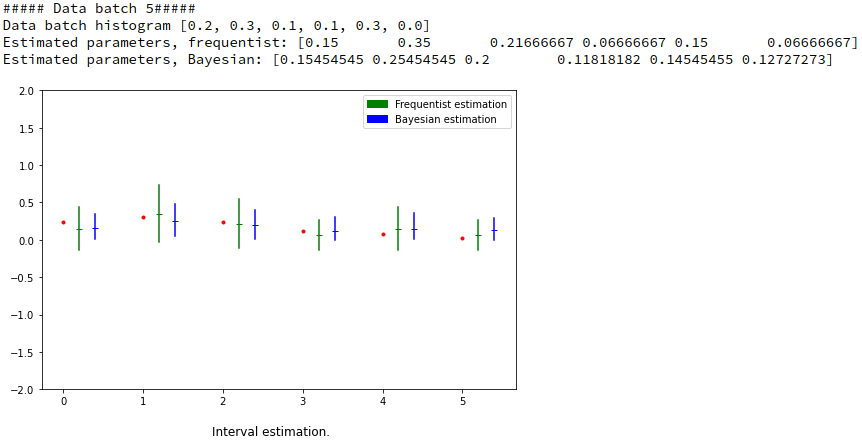 ##### Data batch 5#####
Data batch histogram [0.2, 0.3, 0.1, 0.1, 0.3, 0.0]
Estimated parameters, frequentist: [0.15 0.35 0.21666667 0.06666667 0.15 0.06666667]
Estimated parameters, Bayesian: [0.15454545 0.25454545 0.2 0.11818182 0.14545455 0.12727273]
Frequentist estimation
Bayesian estimation
2.0
1.5
1.0
0.5
0.0
−0.5
−1.0
−1.5
−2.0
0 1 2 3 4 5
Interval estimation.